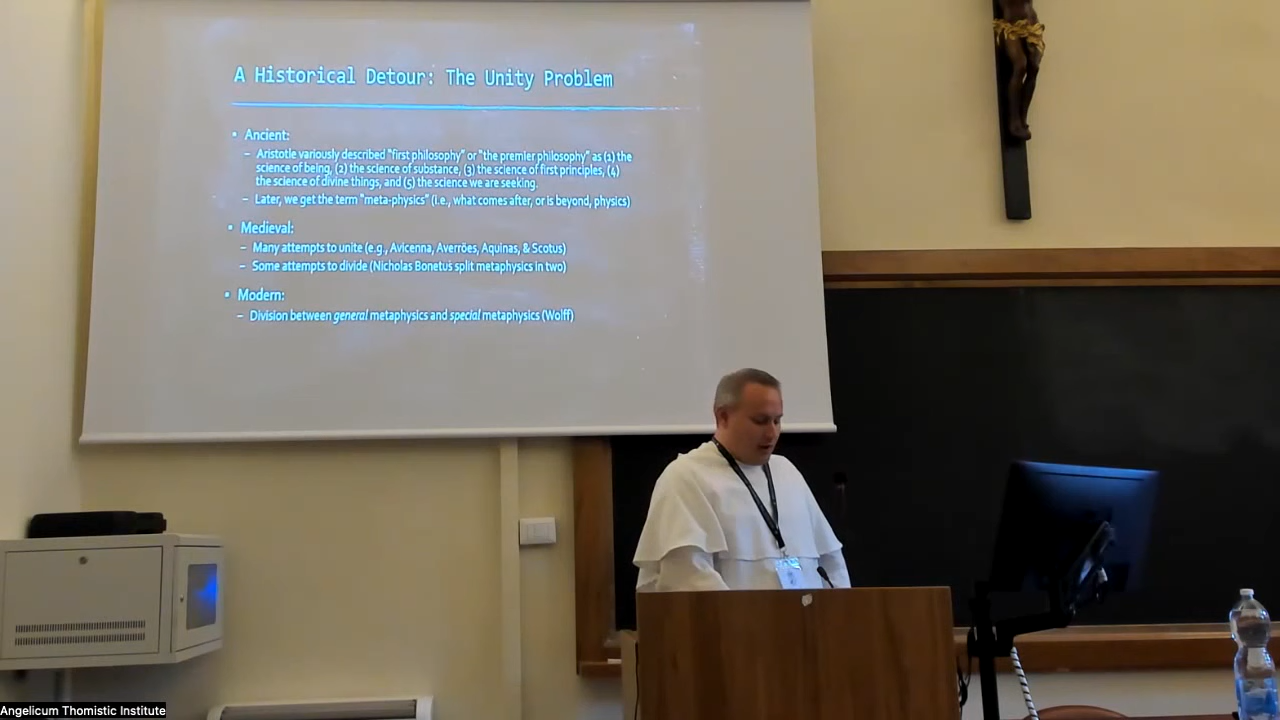 A Historical Detour: The Unity Problem
▪ Ancient:
– Aristotle variously described "first philosophy" or "the premier philosophy" as (1) the
science of being, (2) the science of substance, (3) the science of first principles, (4)
the science of divine things, and (5) the science we are seeking.
– Later, we get the term "meta-physics" (i.e., what comes after, or is beyond, physics)
▪ Medieval:
– Many attempts to unite (e.g., Avicenna, Averröes, Aquinas, & Scotus)
– Some attempts to divide (Nicholas Bonetus split metaphysics in two)
▪ Modern:
– Division between general metaphysics and special metaphysics (Wolff)
Angelicum Thomistic Institute